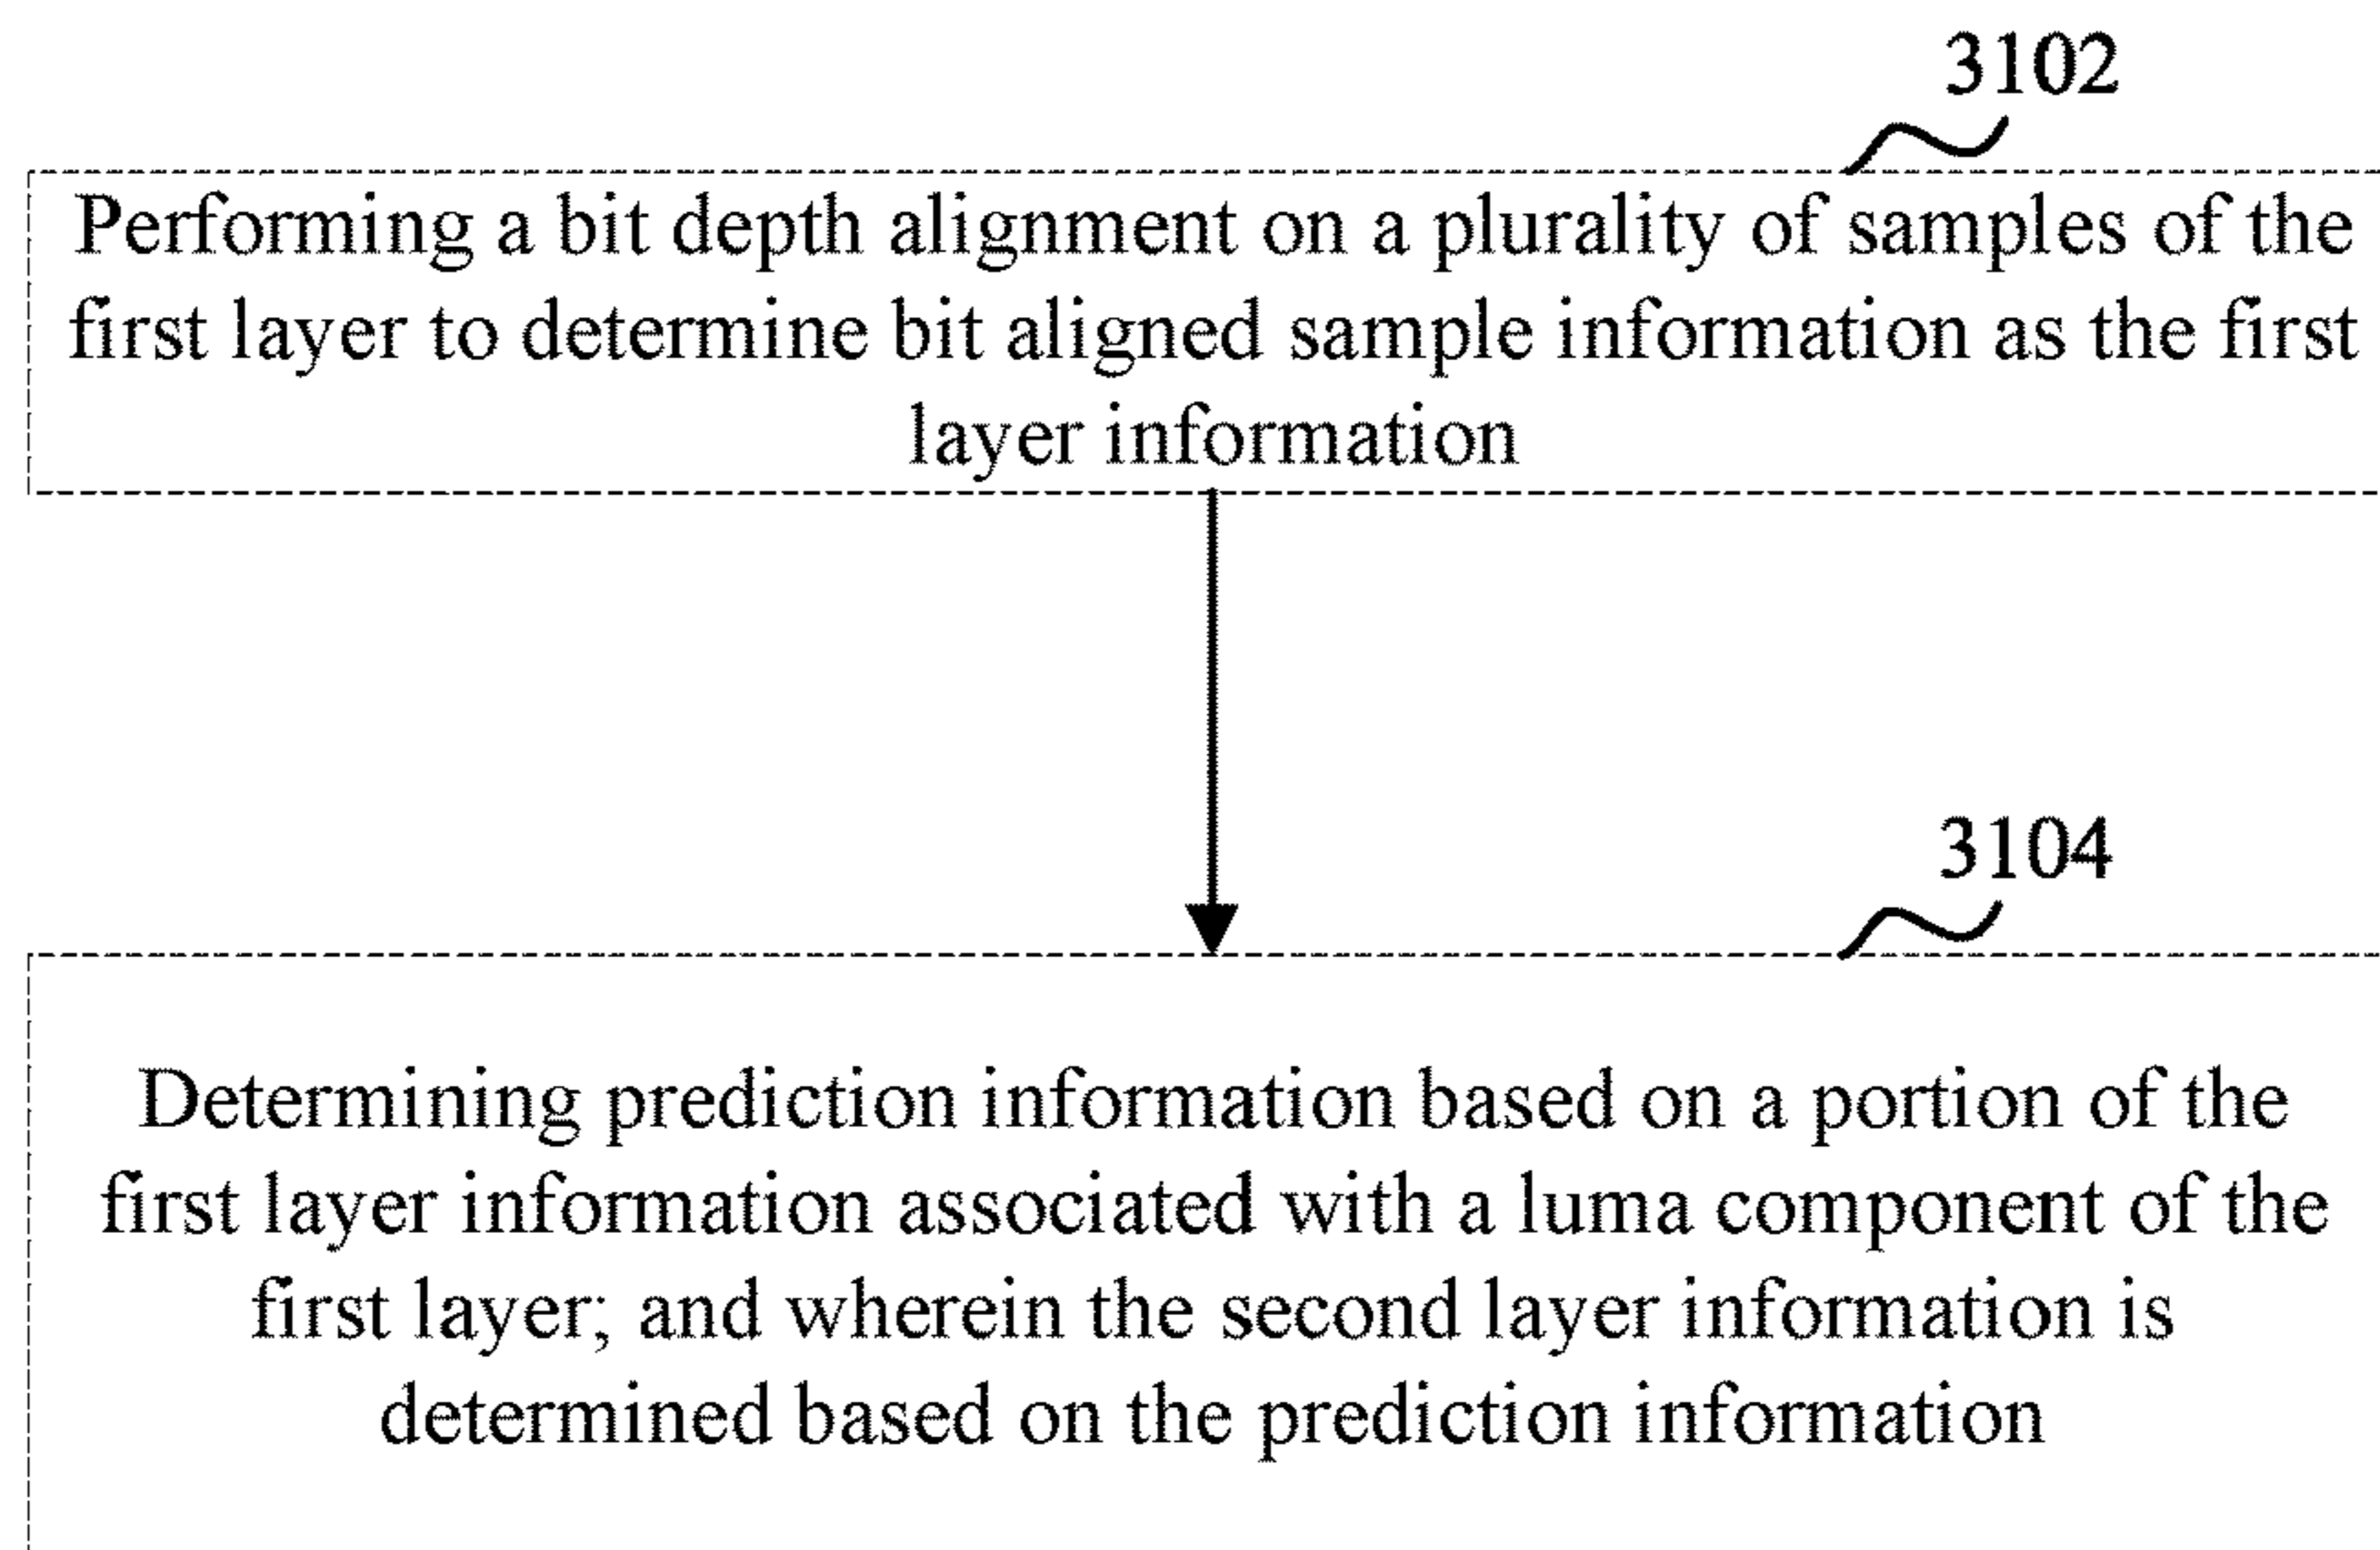 3102
Performing a bit depth alignment on a plurality of samples of the
first layer to determine bit aligned sample information as the first
layer information
3104
Determining prediction information based on a portion of the
first layer information associated with a luma component of the
first layer; and wherein the second layer information is
determined based on the prediction information